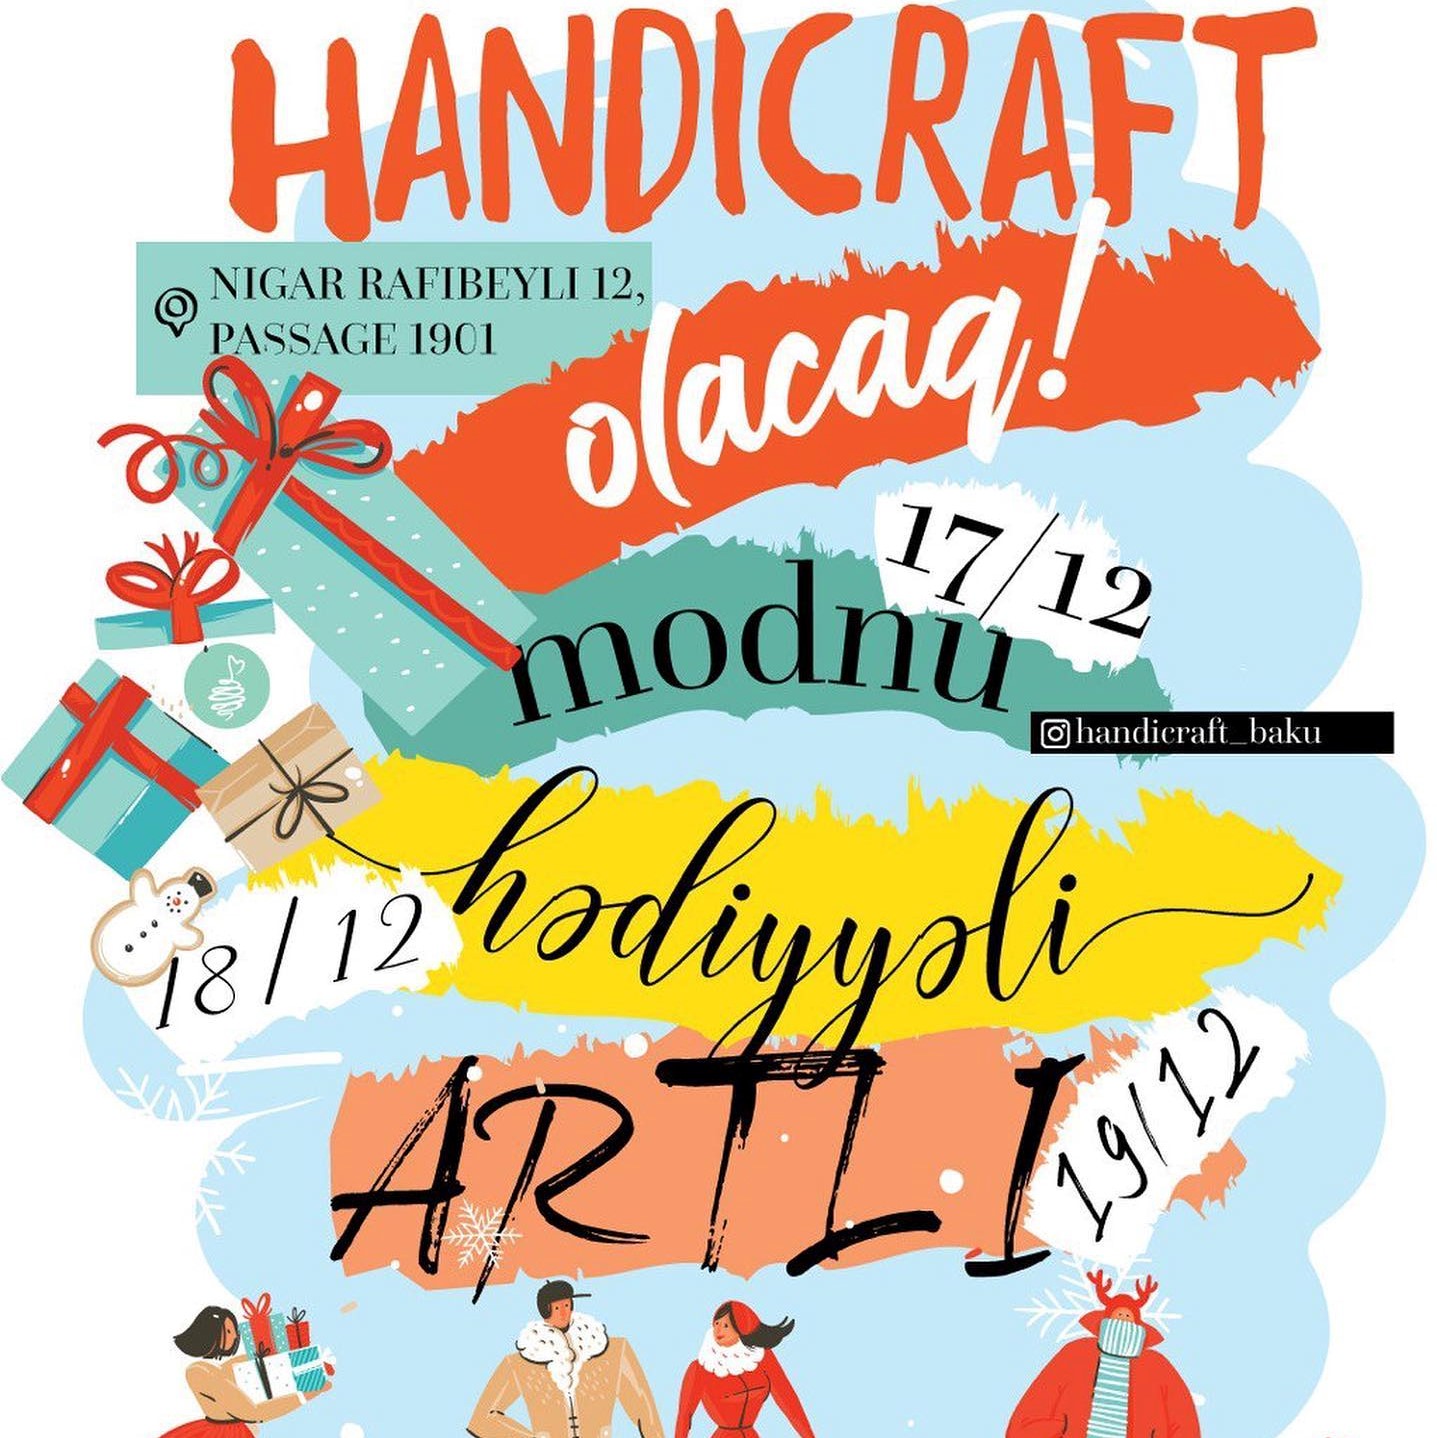 HANDICRAFT
NIGAR RAFIBEYLI 12,
PASSAGE 1901
olacaq!
17/12
modnu
handicraft_baku
hədiyyəli
18/12
ARTLI
19/12